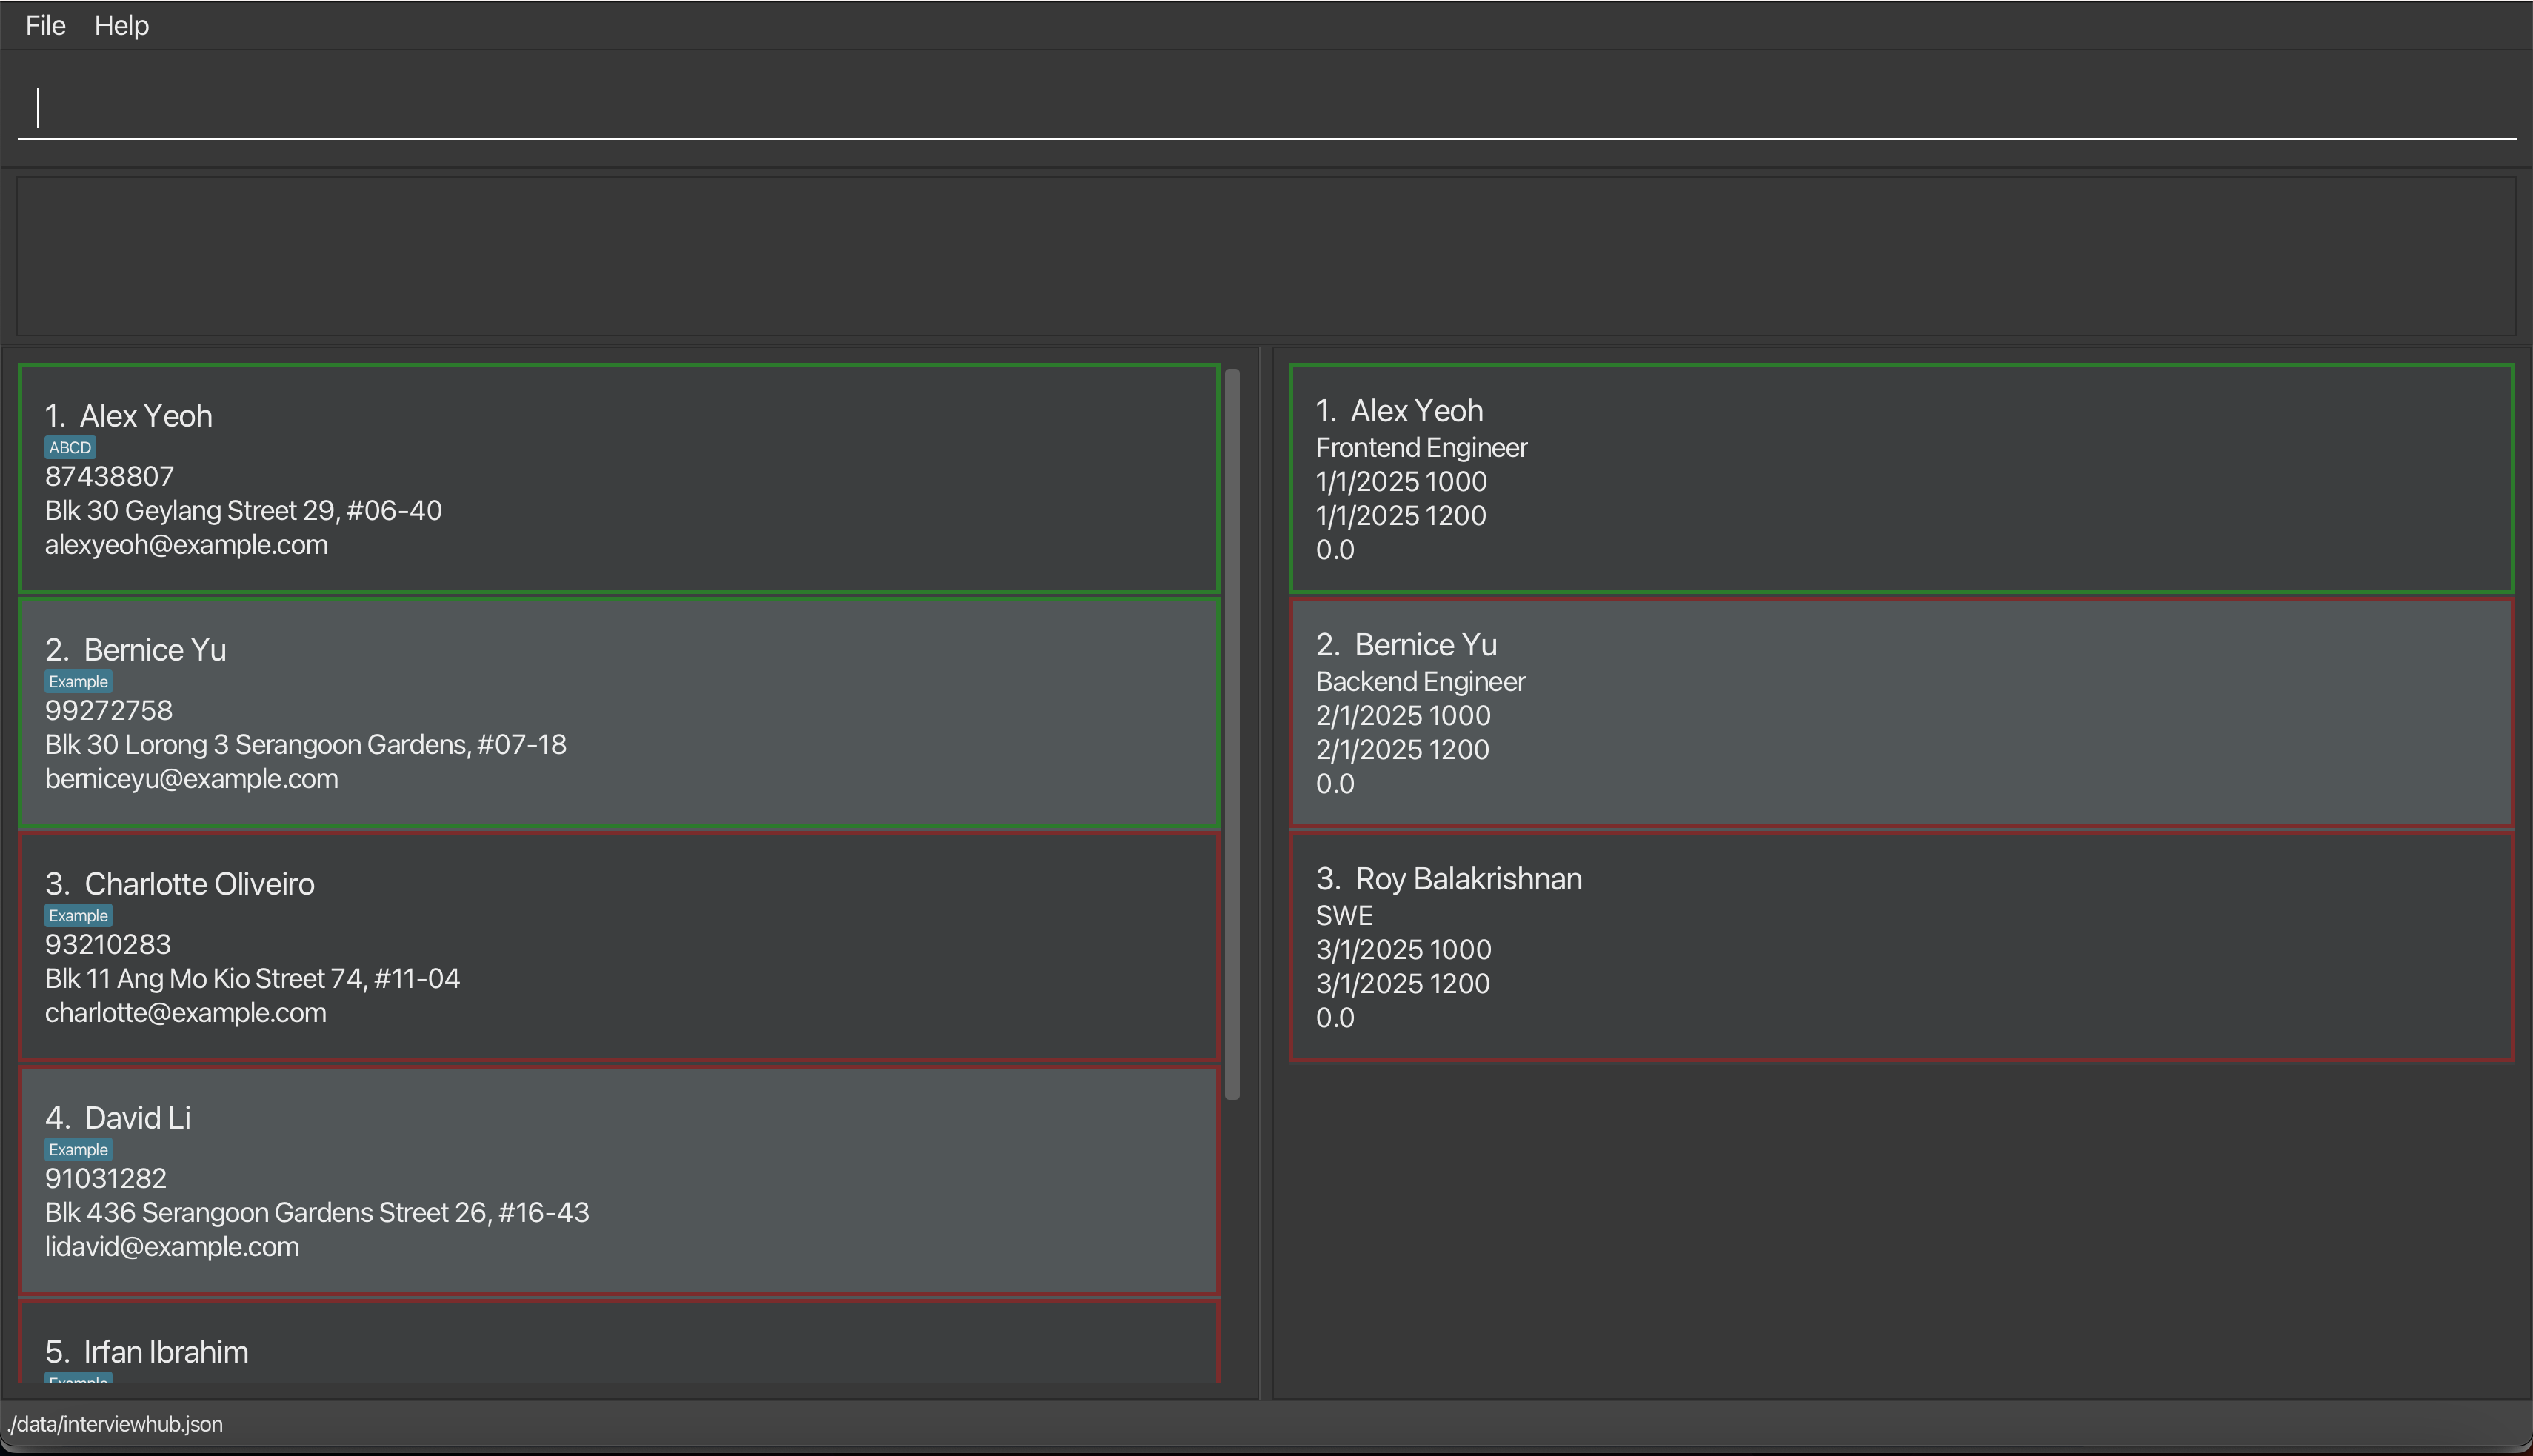 File Help
1. Alex Yeoh
ABCD
87438807
Blk 30 Geylang Street 29, #06-40
alexyeoh@example.com
2. Bernice Yu
Example
99272758
Blk 30 Lorong 3 Serangoon Gardens, #07-18
berniceyu@example.com
3. Charlotte Oliveiro
Example
93210283
Blk 11 Ang Mo Kio Street 74, #11-04
charlotte@example.com
4. David Li
Example
91031282
Blk 436 Serangoon Gardens Street 26, #16-43
lidavid@example.com
5. Irfan Ibrahim
Example
1. Alex Yeoh
Frontend Engineer
1/1/2025 1000
1/1/2025 1200
0.0
2. Bernice Yu
Backend Engineer
2/1/2025 1000
2/1/2025 1200
0.0
3. Roy Balakrishnan
SWE
3/1/2025 1000
3/1/2025 1200
0.0
./data/interviewhub.json